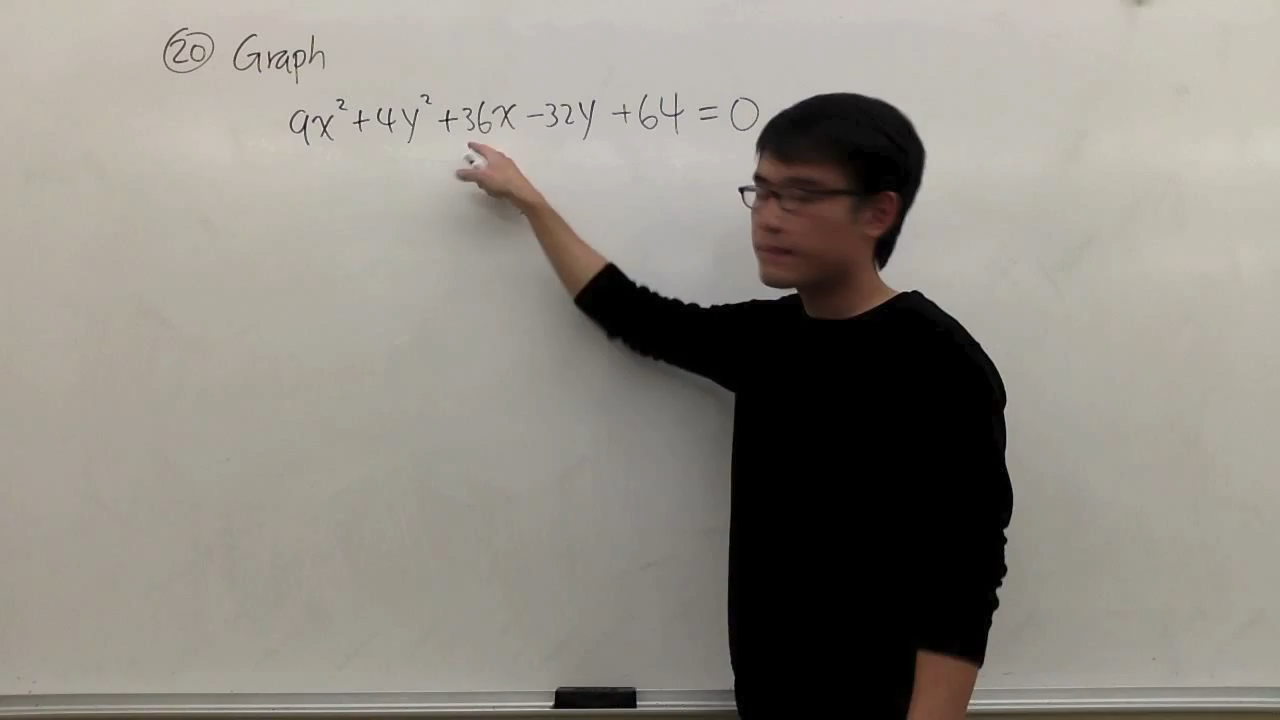 ⑳ Graph
9x² + 4y² + 36x - 32y + 64 = 0